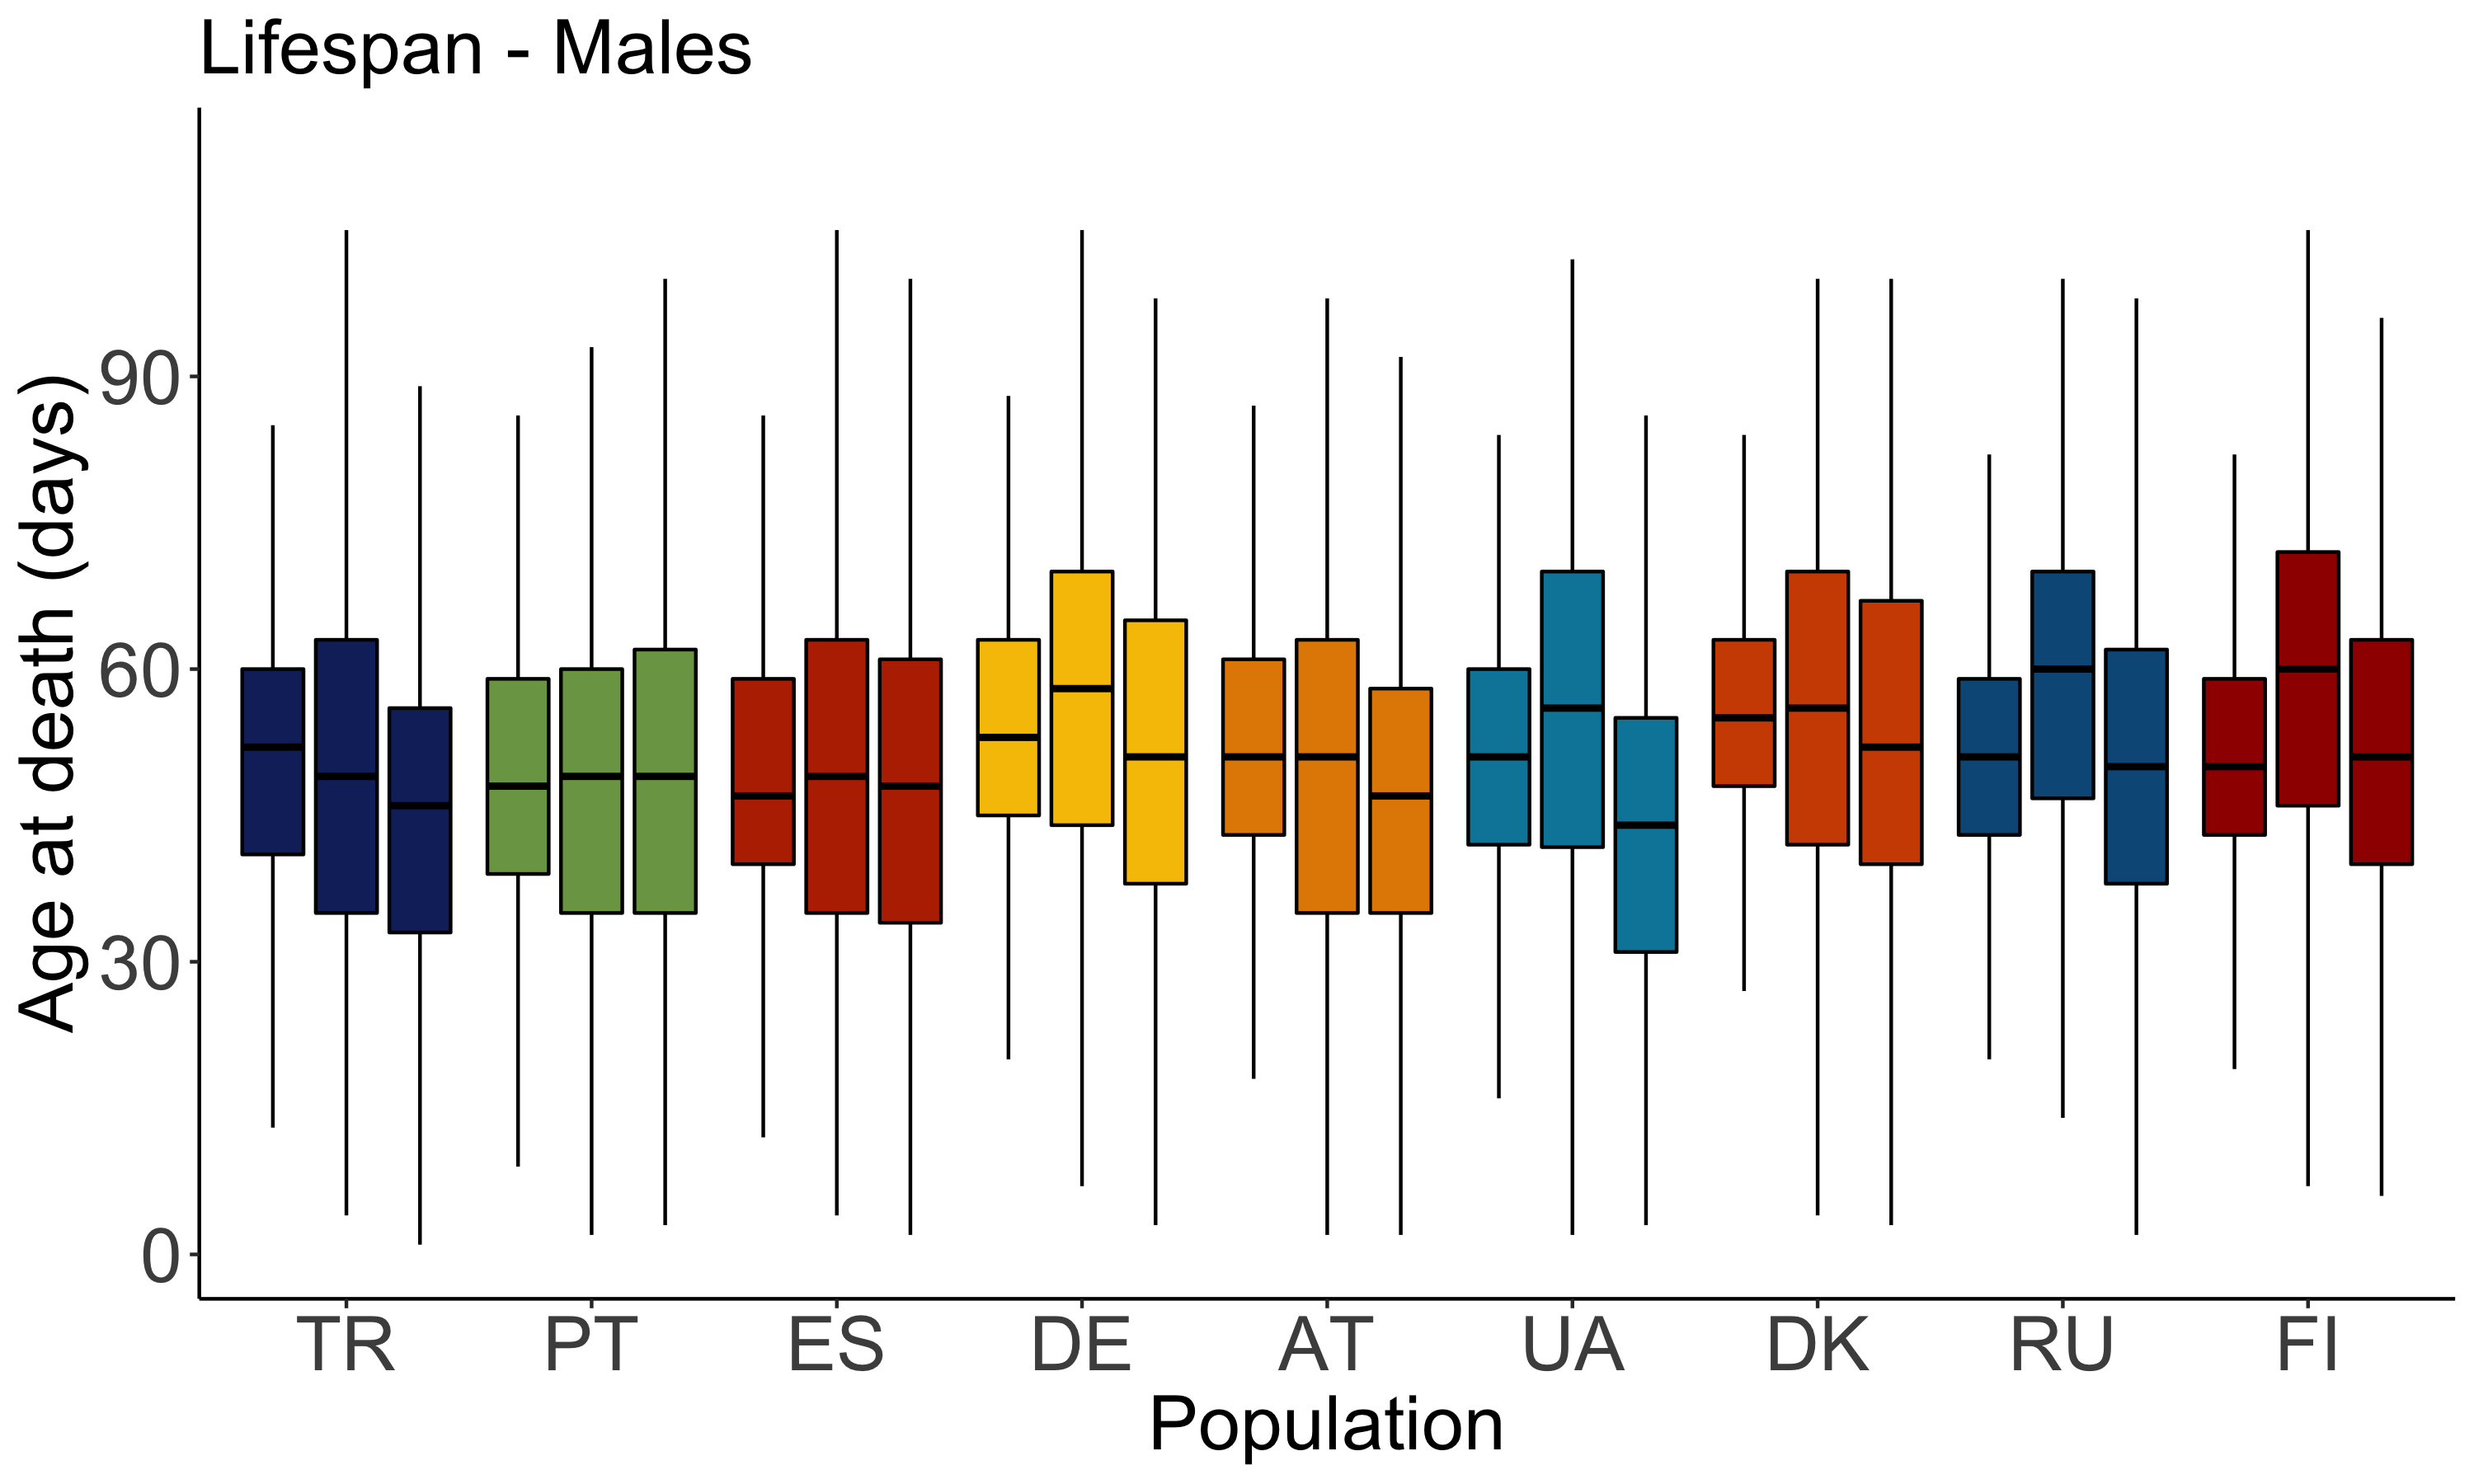 Lifespan - Males
Age at death (days)
90
60
30
0
TR PT ES DE AT UA DK RU FI
Population